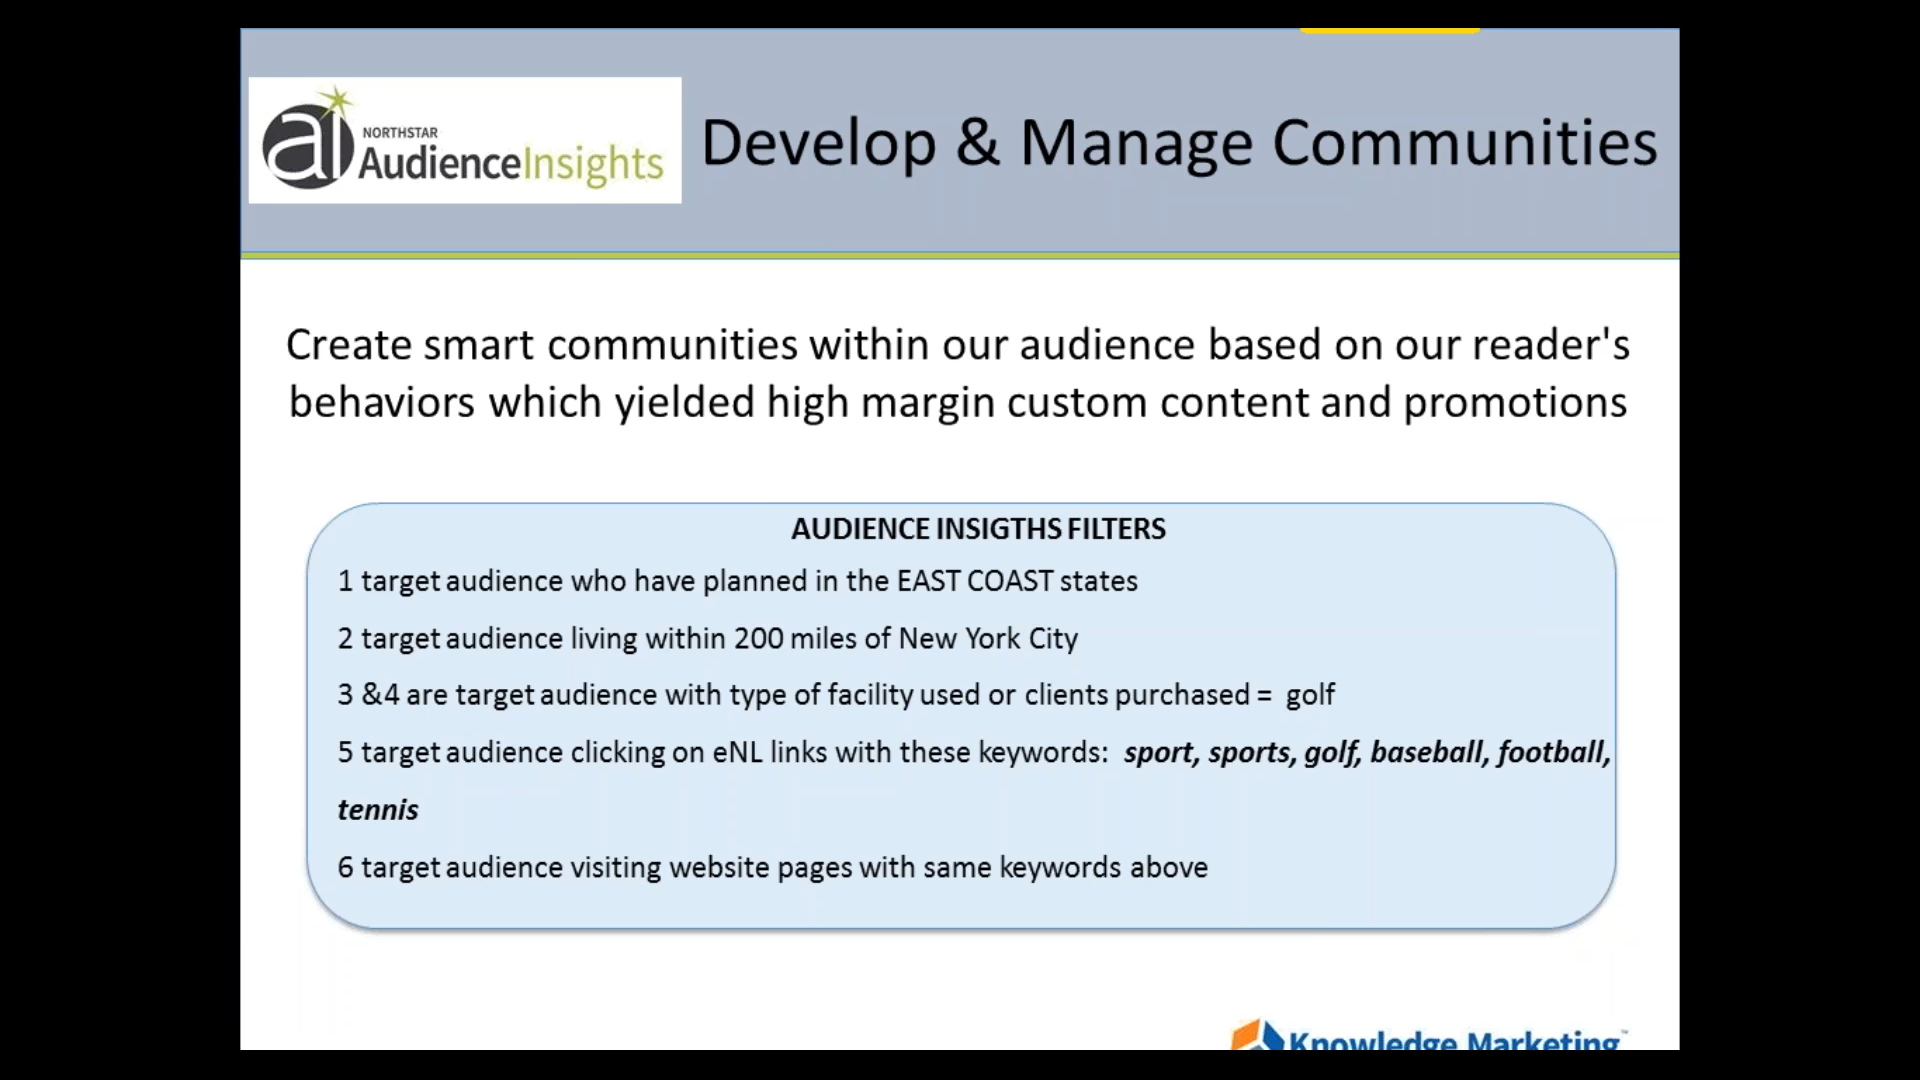 ai NORTHSTAR
AudienceInsights
Develop & Manage Communities
Create smart communities within our audience based on our reader's
behaviors which yielded high margin custom content and promotions
AUDIENCE INSIGTHS FILTERS
1 target audience who have planned in the EAST COAST states
2 target audience living within 200 miles of New York City
3 &4 are target audience with type of facility used or clients purchased = golf
5 target audience clicking on eNL links with these keywords: sport, sports, golf, baseball, football,
tennis
6 target audience visiting website pages with same keywords above
Knowledge Marketing™